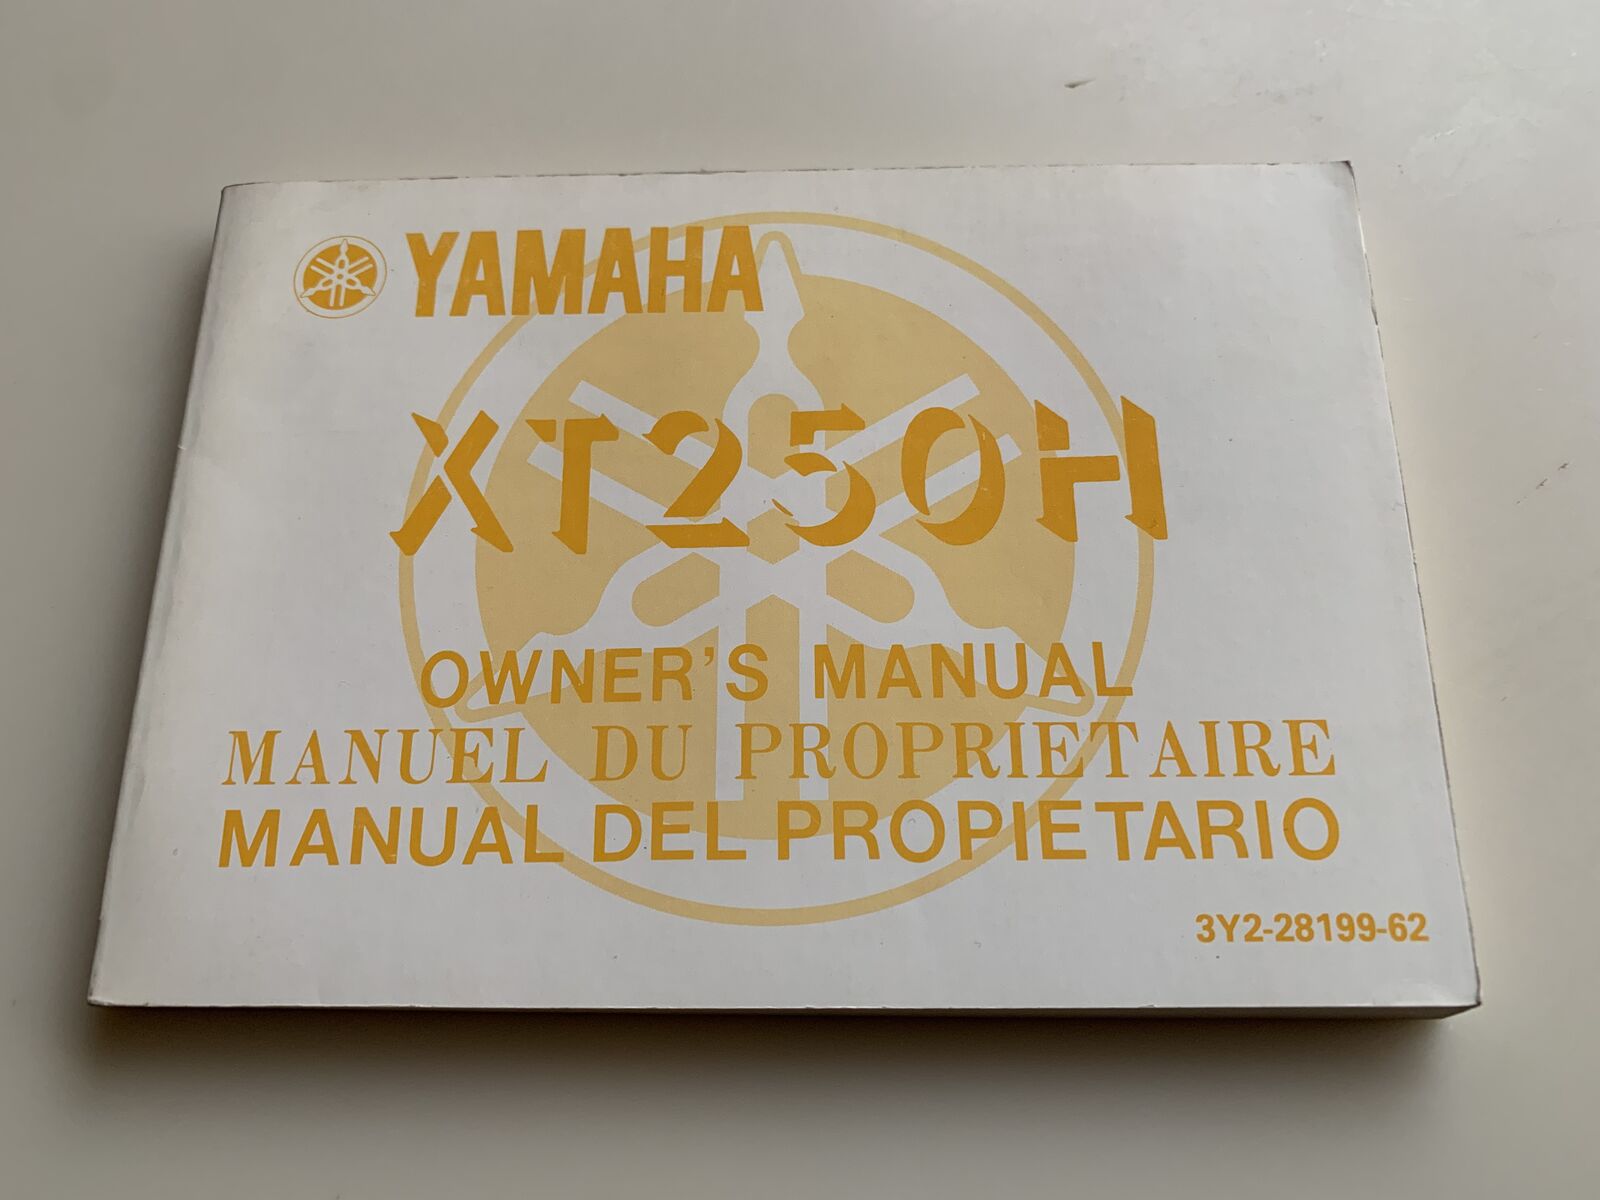 YAMAHA
XT250H
OWNER'S MANUAL
MANUEL DU PROPRIETAIRE
MANUAL DEL PROPIETARIO
3Y2-28199-62